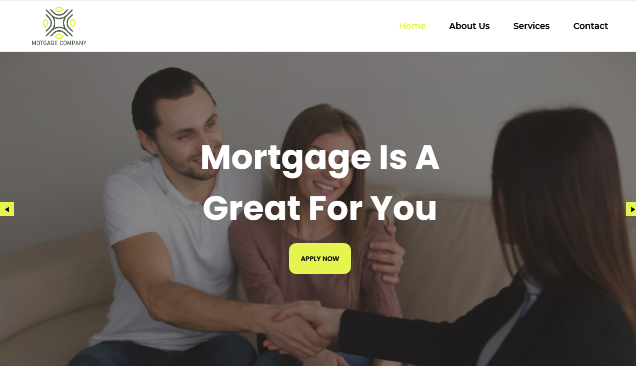 MOTGAGE COMPANY
Home About Us Services Contact
Mortgage Is A
Great For You
APPLY NOW